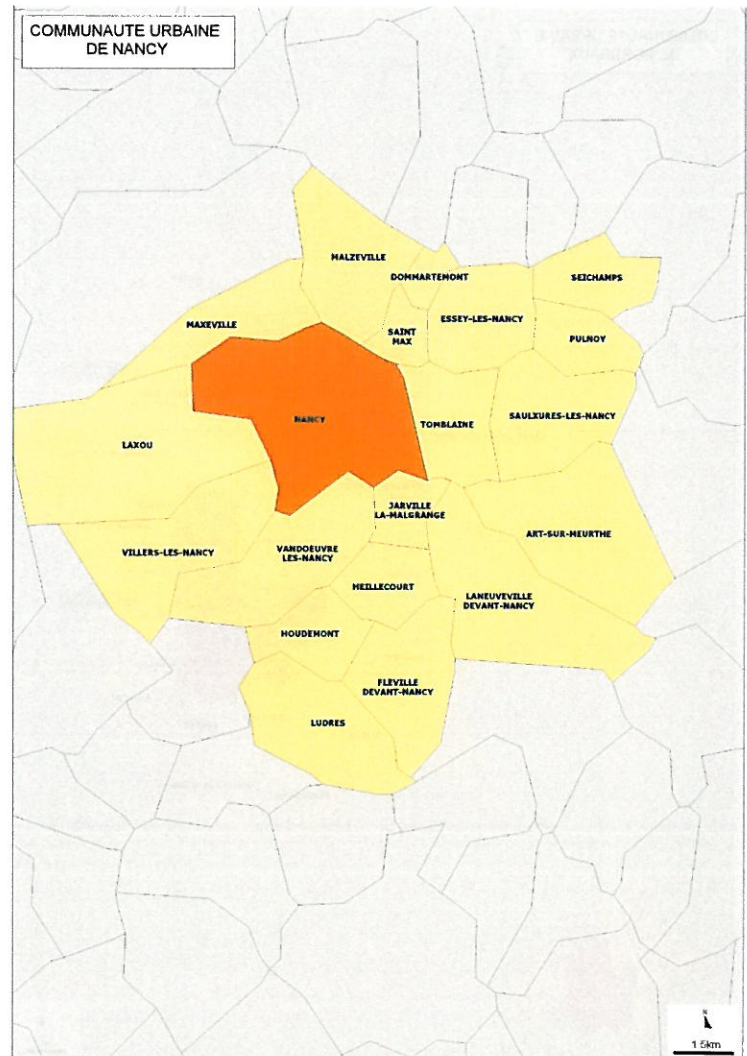 COMMUNAUTE URBAINE
DE NANCY
MALZEVILLE
DOMMARTEMONT
SEICHAMPS
MAXEVILLE
SAINT
MAX
ESSEY-LES-NANCY
PULNOY
NANCY
TOMBLAINE
SAULXURES-LES-NANCY
LAXOU
JARVILLE
LA-MALGRANGE
ART-SUR-MEURTHE
VILLERS-LES-NANCY
VANDOEUVRE
LES-NANCY
HEILLECOURT
LANEUVEVILLE
DEVANT-NANCY
HOUDEMONT
FLEVILLE
DEVANT-NANCY
LUDRES
N
1.5km